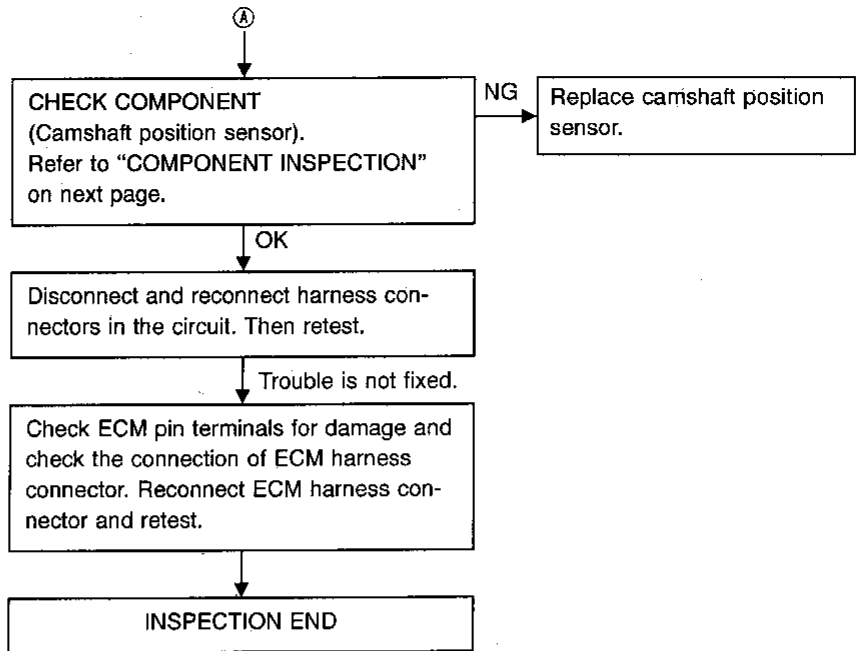 Ⓐ
CHECK COMPONENT
(Camshaft position sensor).
Refer to “COMPONENT INSPECTION”
on next page.
NG
Replace camshaft position
sensor.
OK
Disconnect and reconnect harness con-
nectors in the circuit. Then retest.
Trouble is not fixed.
Check ECM pin terminals for damage and
check the connection of ECM harness
connector. Reconnect ECM harness con-
nector and retest.
INSPECTION END